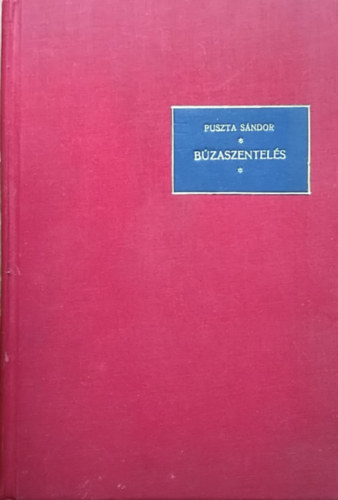 PUSZTA SÁNDOR
*
BÚZASZENTELÉS
*